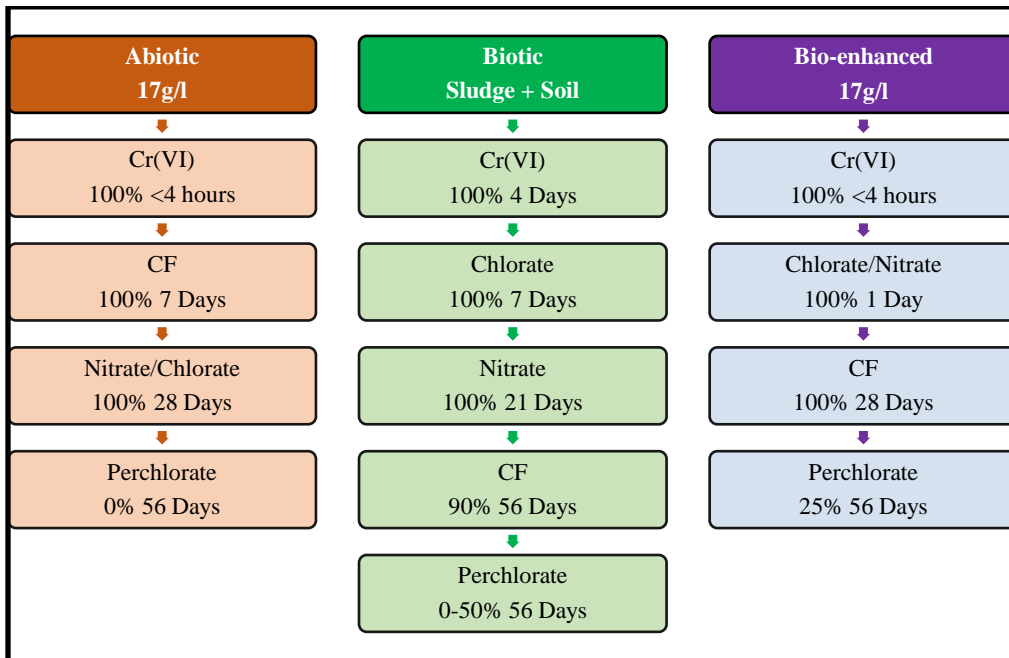 Abiotic
17g/l
Cr(VI)
100% <4 hours
CF
100% 7 Days
Nitrate/Chlorate
100% 28 Days
Perchlorate
0% 56 Days
Biotic
Sludge + Soil
Cr(VI)
100% 4 Days
Chlorate
100% 7 Days
Nitrate
100% 21 Days
CF
90% 56 Days
Perchlorate
0-50% 56 Days
Bio-enhanced
17g/l
Cr(VI)
100% <4 hours
Chlorate/Nitrate
100% 1 Day
CF
100% 28 Days
Perchlorate
25% 56 Days